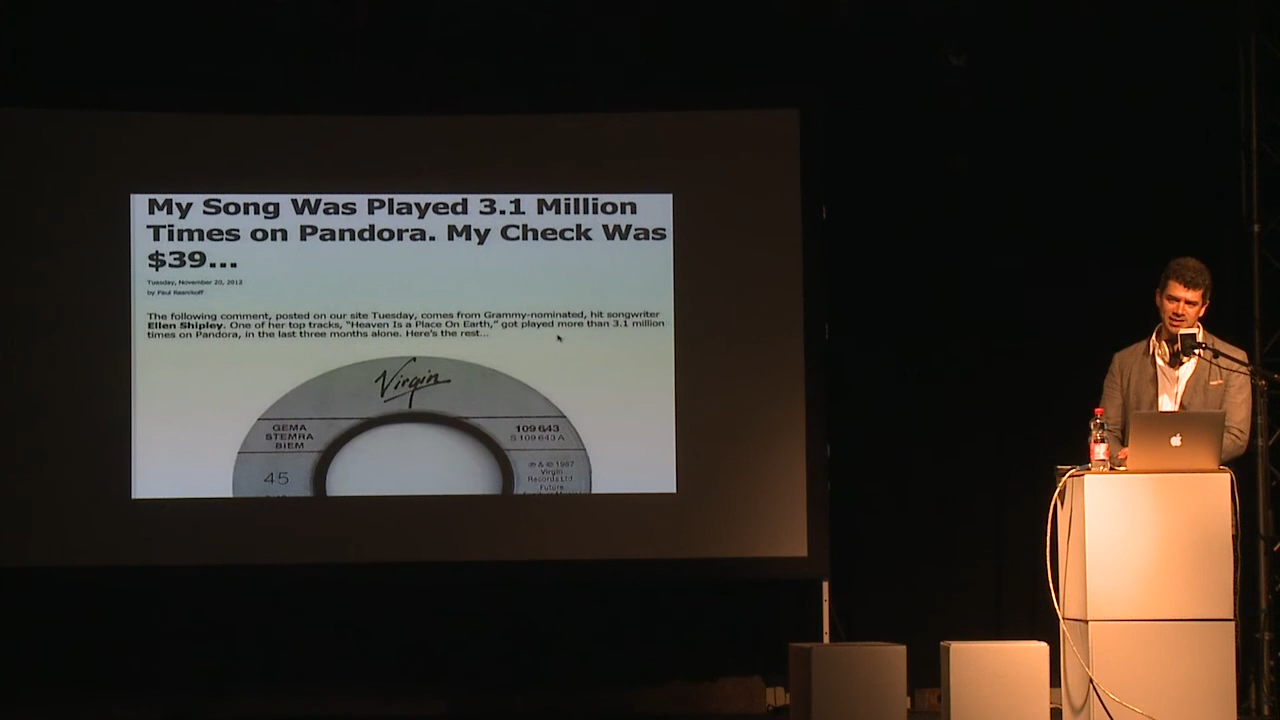 My Song Was Played 3.1 Million
Times on Pandora. My Check Was
$39...
Tuesday, November 20, 2012
by Paul Resnikoff
The following comment, posted on our site Tuesday, comes from Grammy-nominated, hit songwriter
Ellen Shipley. One of her top tracks, “Heaven Is a Place On Earth,” got played more than 3.1 million
times on Pandora, in the last three months alone. Here's the rest...
Virgin
GEMA
STEMRA
BIEM
45
109 643
S 109 643 A
℗ & © 1987
Virgin
Records Ltd.
Future